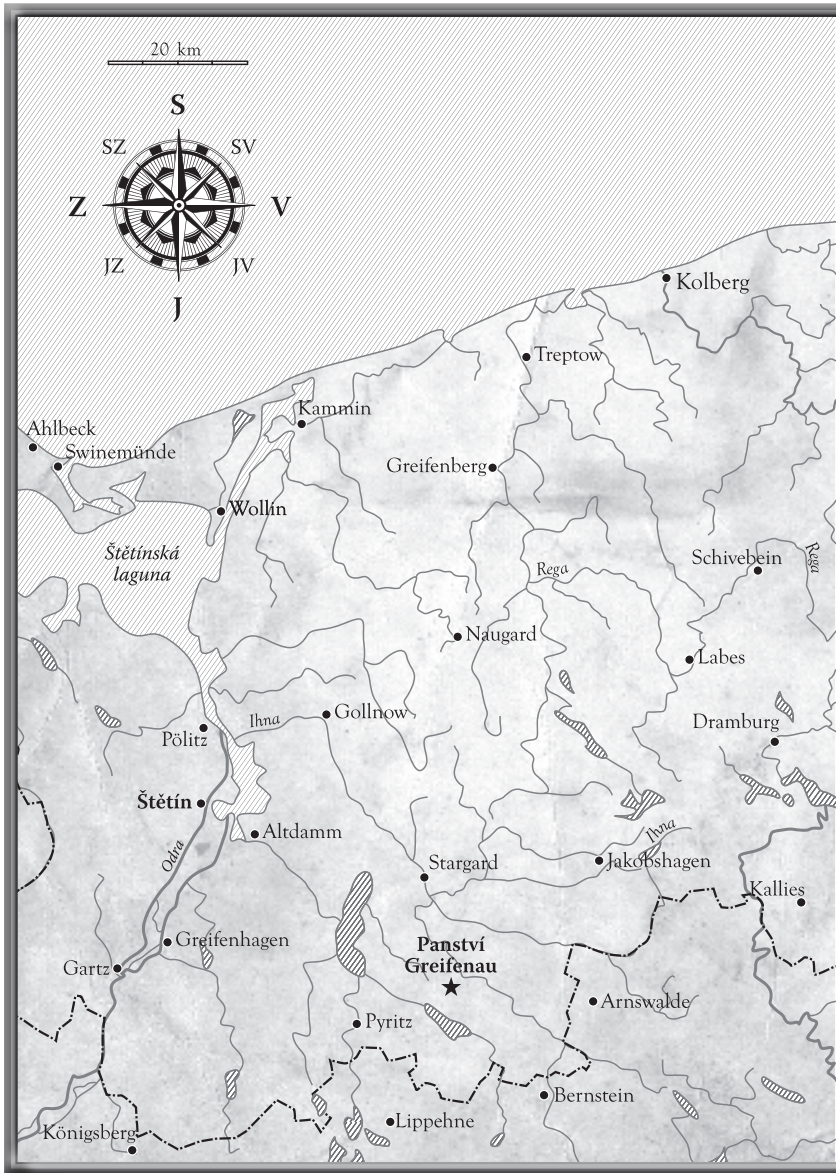 20 km
S
SZ
SV
Z
V
JZ
JV
J
Kolberg
Treptow
Kammin
Ahlbeck
Swinemünde
Greifenberg
Wollin
Štětínská
laguna
Schivebein
Rega
Rega
Naugard
Labes
Gollnow
Ihna
Dramburg
Pölitz
Štětín
Altdamm
Ihna
Odra
Stargard
Jakobshagen
Kallies
Greifenhagen
Panství
Greifenau
Gartz
Arnswalde
Pyritz
Bernstein
Lippehne
Königsberg